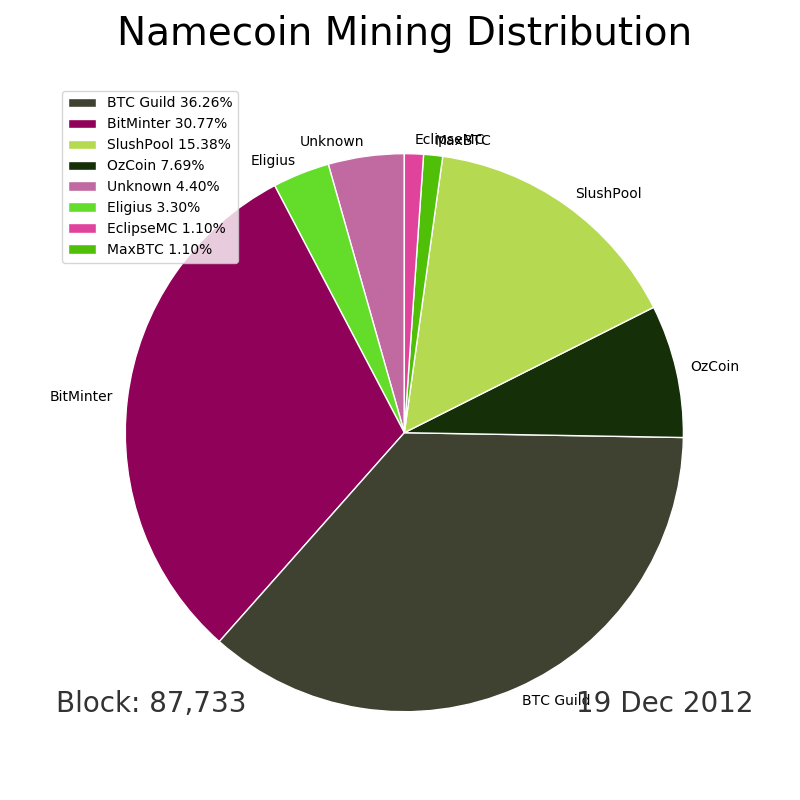 Namecoin Mining Distribution
BTC Guild 36.26%
BitMinter 30.77%
SlushPool 15.38%
OzCoin 7.69%
Unknown 4.40%
Eligius 3.30%
EclipseMC 1.10%
MaxBTC 1.10%
Unknown
EclipseMC
MaxBTC
Eligius
SlushPool
OzCoin
BitMinter
BTC Guild
Block: 87,733
19 Dec 2012